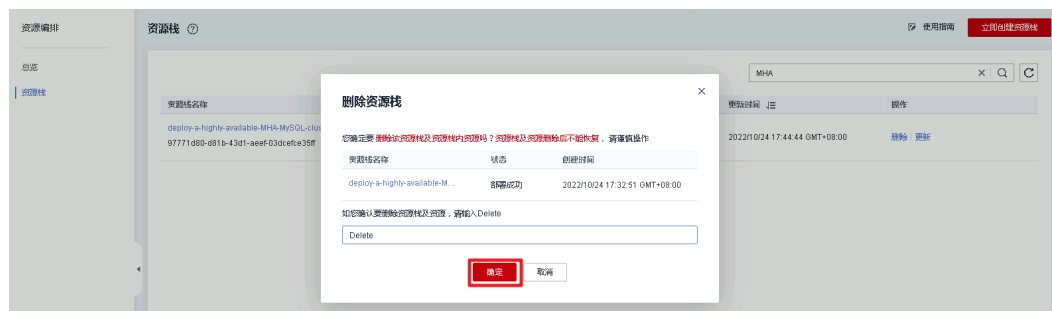 资源编排
资源栈
使用指南
立即创建资源栈
总览
资源栈
MHA
删除资源栈
您确定要 删除该资源栈及资源栈内资源吗？资源栈及资源删除后不能恢复， 请谨慎操作
资源栈名称 状态 创建时间
deploy-a-highly-available-M... 部署成功 2022/10/24 17:32:51 GMT+08:00
如您确认要删除资源栈及资源，请输入Delete
Delete
确定 取消
资源栈名称 更新时间 操作
deploy-a-highly-available-MHA-MySQL-clus 2022/10/24 17:44:44 GMT+08:00 删除 更新
97771d80-d81b-43d1-aeef-03dcefce35ff